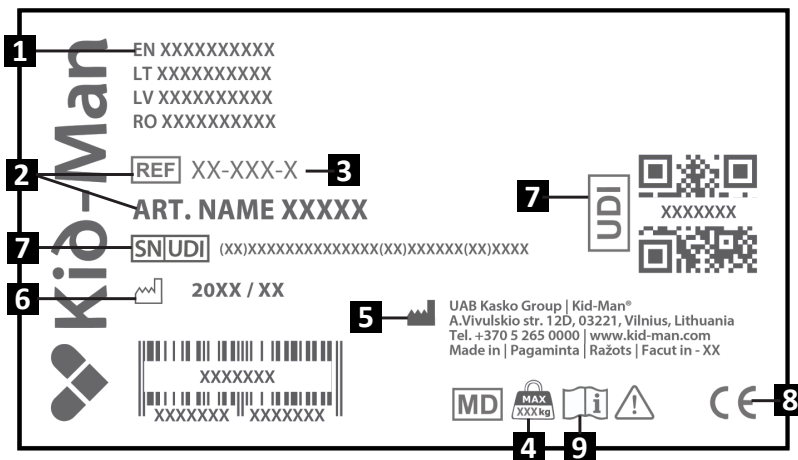 1
EN XXXXXXXXXX
LT XXXXXXXXXX
LV XXXXXXXXXX
RO XXXXXXXXXX
Kið-Man
2
REF XX-XXX-X
3
ART. NAME XXXXX
7
SN UDI (XX)XXXXXXXXXXXXXX(XX)XXXXXX(XX)XXXX
7
UDI
XXXXXXX
6
20XX / XX
5
UAB Kasko Group | Kid-Man®
A.Vivulskio str. 12D, 03221, Vilnius, Lithuania
Tel. +370 5 265 0000 | www.kid-man.com
Made in | Pagaminta | Ražots | Facut in - XX
XXXXXXX
XXXXXXX XXXXXXX
MD
MAX
XXX kg
i
!
CE
8
4
9